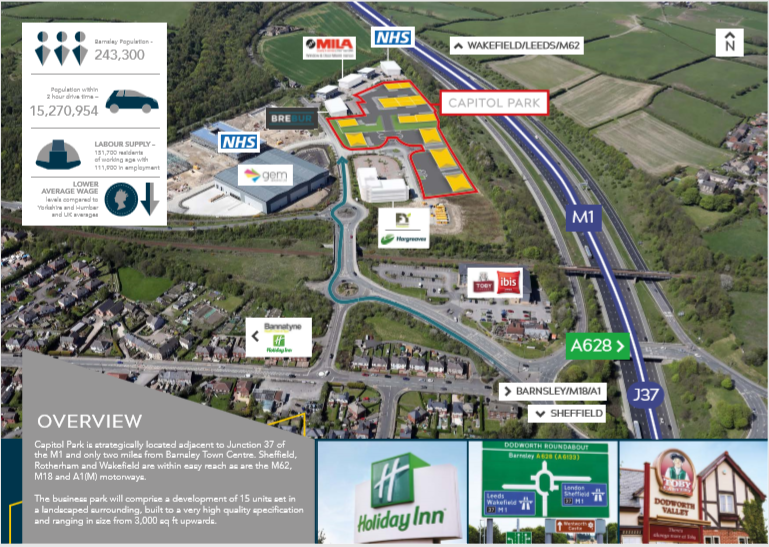 Barnsley Population –
243,300
Population within
2 hour drive time –
15,270,954
LABOUR SUPPLY –
151,700 residents
of working age with
111,900 in employment
LOWER
AVERAGE WAGE
levels compared to
Yorkshire and Humber
and UK averages
MILA
NHS
WAKEFIELD/LEEDS/M62
N
CAPITOL PARK
BRESUR
NHS
gem
EY
Hargreaves
M1
TOBY
ibis
Bannatyne
Holiday Inn
A628
BARNSLEY/M18/A1
SHEFFIELD
J37
OVERVIEW
Capitol Park is strategically located adjacent to Junction 37 of
the M1 and only two miles from Barnsley Town Centre. Sheffield,
Rotherham and Wakefield are within easy reach as are the M62,
M18 and A1(M) motorways.
The business park will comprise a development of 15 units set in
a landscaped surrounding, built to a very high quality specification
and ranging in size from 3,000 sq ft upwards.
H
Holiday Inn
DODWORTH ROUNDABOUT
Barnsley A628 (A6133)
Leeds
Wakefield
37 M1
London
Sheffield
37 M1
Wentworth
Castle
TOBY
DODWORTH
VALLEY